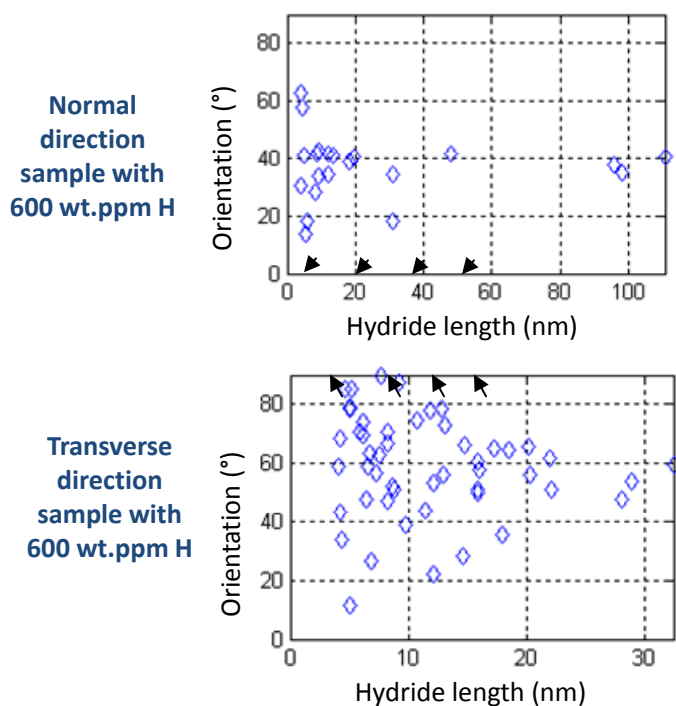 Normal
direction
sample with
600 wt.ppm H
Orientation (°)
80
60
40
20
0
0 20 40 60 80 100
Hydride length (nm)
Transverse
direction
sample with
600 wt.ppm H
Orientation (°)
80
60
40
20
0
0 10 20 30
Hydride length (nm)